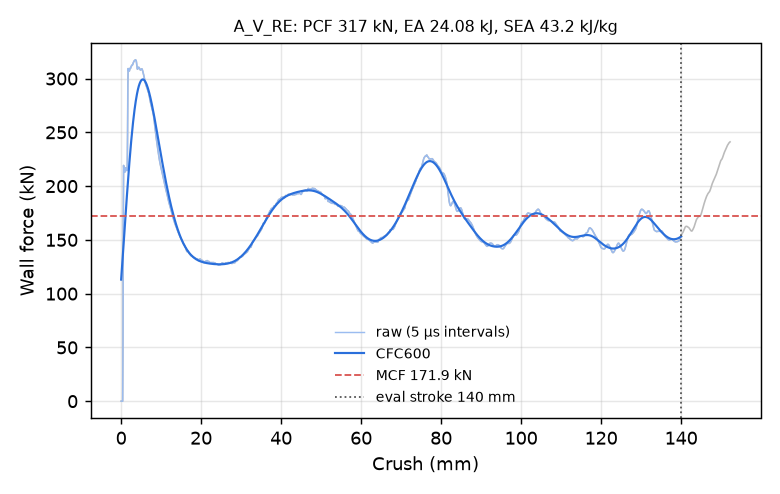 A_V_RE: PCF 317 kN, EA 24.08 kJ, SEA 43.2 kJ/kg
Wall force (kN)
300
250
200
150
100
50
0
raw (5 µs intervals)
CFC600
MCF 171.9 kN
eval stroke 140 mm
0 20 40 60 80 100 120 140
Crush (mm)